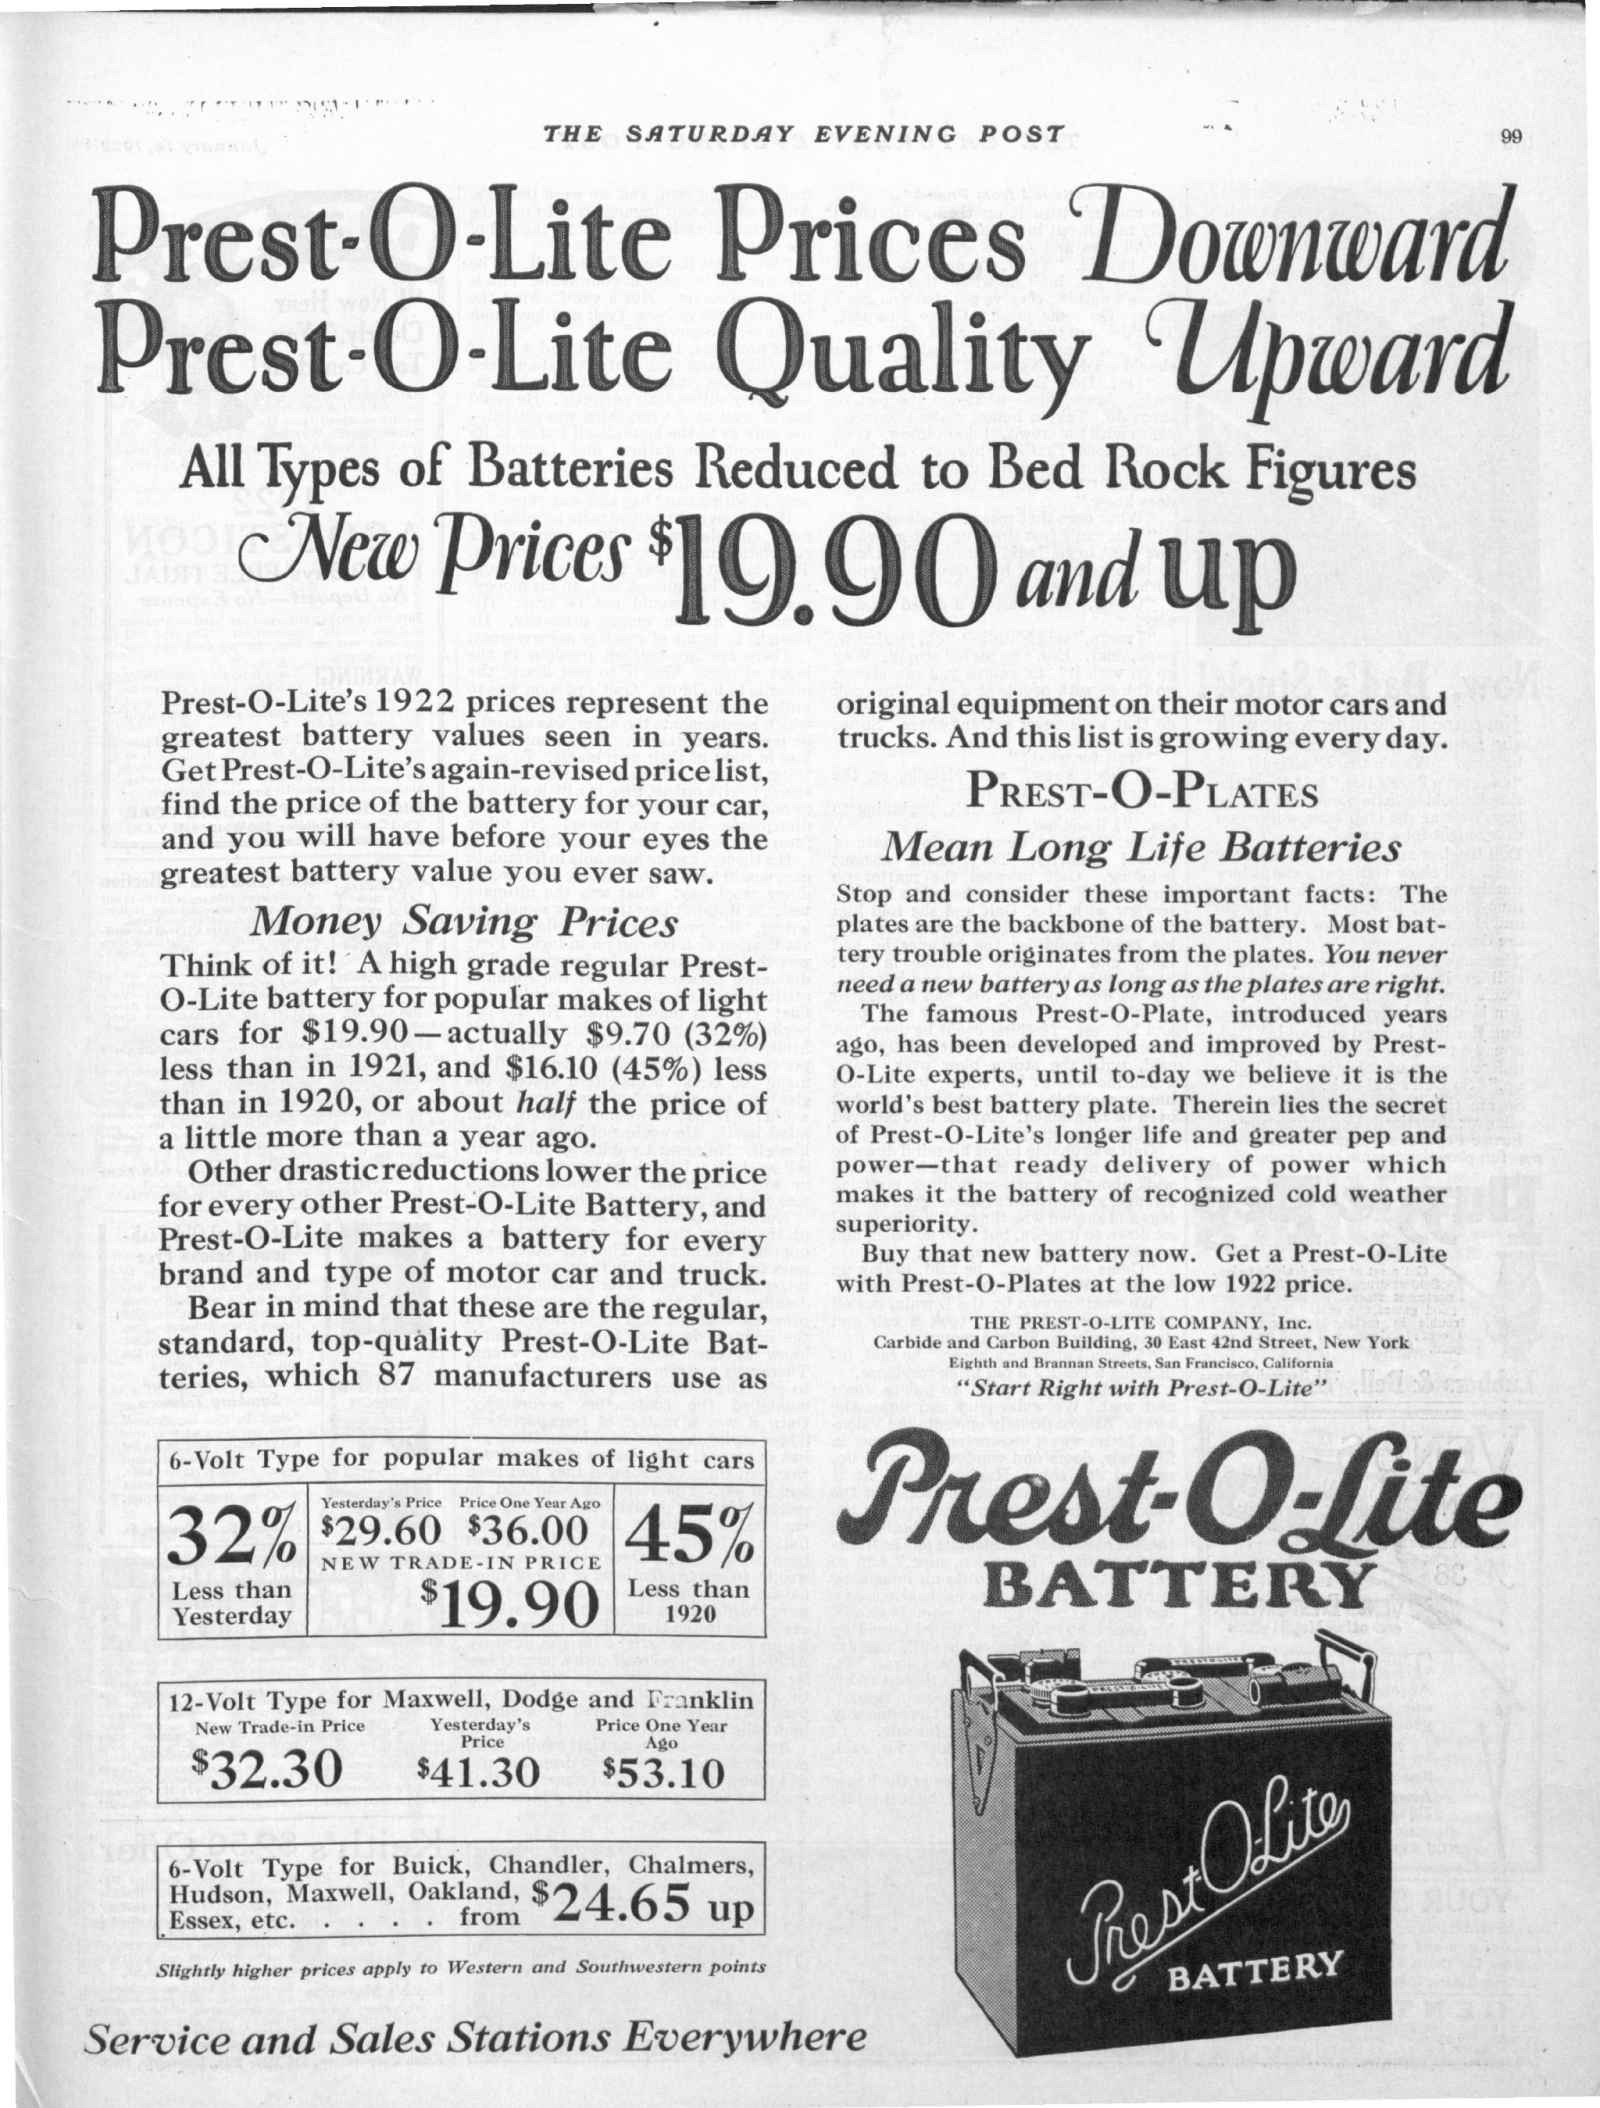 THE SATURDAY EVENING POST
99
Prest-O-Lite Prices Downward
Prest-O-Lite Quality Upward
All Types of Batteries Reduced to Bed Rock Figures
New Prices $19.90 and up
Prest-O-Lite's 1922 prices represent the
greatest battery values seen in years.
Get Prest-O-Lite's again-revised price list,
find the price of the battery for your car,
and you will have before your eyes the
greatest battery value you ever saw.
Money Saving Prices
Think of it! A high grade regular Prest-
O-Lite battery for popular makes of light
cars for $19.90—actually $9.70 (32%)
less than in 1921, and $16.10 (45%) less
than in 1920, or about half the price of
a little more than a year ago.
Other drastic reductions lower the price
for every other Prest-O-Lite Battery, and
Prest-O-Lite makes a battery for every
brand and type of motor car and truck.
Bear in mind that these are the regular,
standard, top-quality Prest-O-Lite Bat-
teries, which 87 manufacturers use as
original equipment on their motor cars and
trucks. And this list is growing every day.
PREST-O-PLATES
Mean Long Life Batteries
Stop and consider these important facts: The
plates are the backbone of the battery. Most bat-
tery trouble originates from the plates. You never
need a new battery as long as the plates are right.
The famous Prest-O-Plate, introduced years
ago, has been developed and improved by Prest-
O-Lite experts, until to-day we believe it is the
world's best battery plate. Therein lies the secret
of Prest-O-Lite's longer life and greater pep and
power—that ready delivery of power which
makes it the battery of recognized cold weather
superiority.
Buy that new battery now. Get a Prest-O-Lite
with Prest-O-Plates at the low 1922 price.
THE PREST-O-LITE COMPANY, Inc.
Carbide and Carbon Building, 30 East 42nd Street, New York
Eighth and Brannan Streets, San Francisco, California
"Start Right with Prest-O-Lite"
6-Volt Type for popular makes of light cars
32%
Less than
Yesterday
Yesterday's Price Price One Year Ago
$29.60 $36.00
NEW TRADE-IN PRICE
$19.90
45%
Less than
1920
12-Volt Type for Maxwell, Dodge and Franklin
New Trade-in Price
$32.30
Yesterday's
Price
$41.30
Price One Year
Ago
$53.10
6-Volt Type for Buick, Chandler, Chalmers,
Hudson, Maxwell, Oakland,
Essex, etc. . . . . . from $24.65 up
Slightly higher prices apply to Western and Southwestern points
Service and Sales Stations Everywhere
Prest-O-Lite
BATTERY
Prest-O-Lite
BATTERY